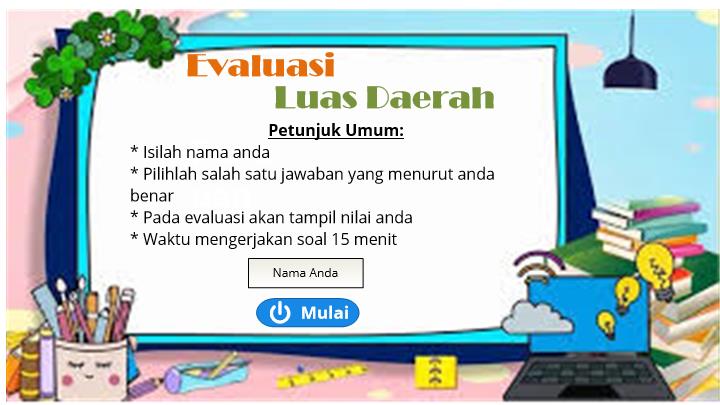 Evaluasi
Luas Daerah
Petunjuk Umum:
* Isilah nama anda
* Pilihlah salah satu jawaban yang menurut anda
benar
* Pada evaluasi akan tampil nilai anda
* Waktu mengerjakan soal 15 menit
Nama Anda
Mulai